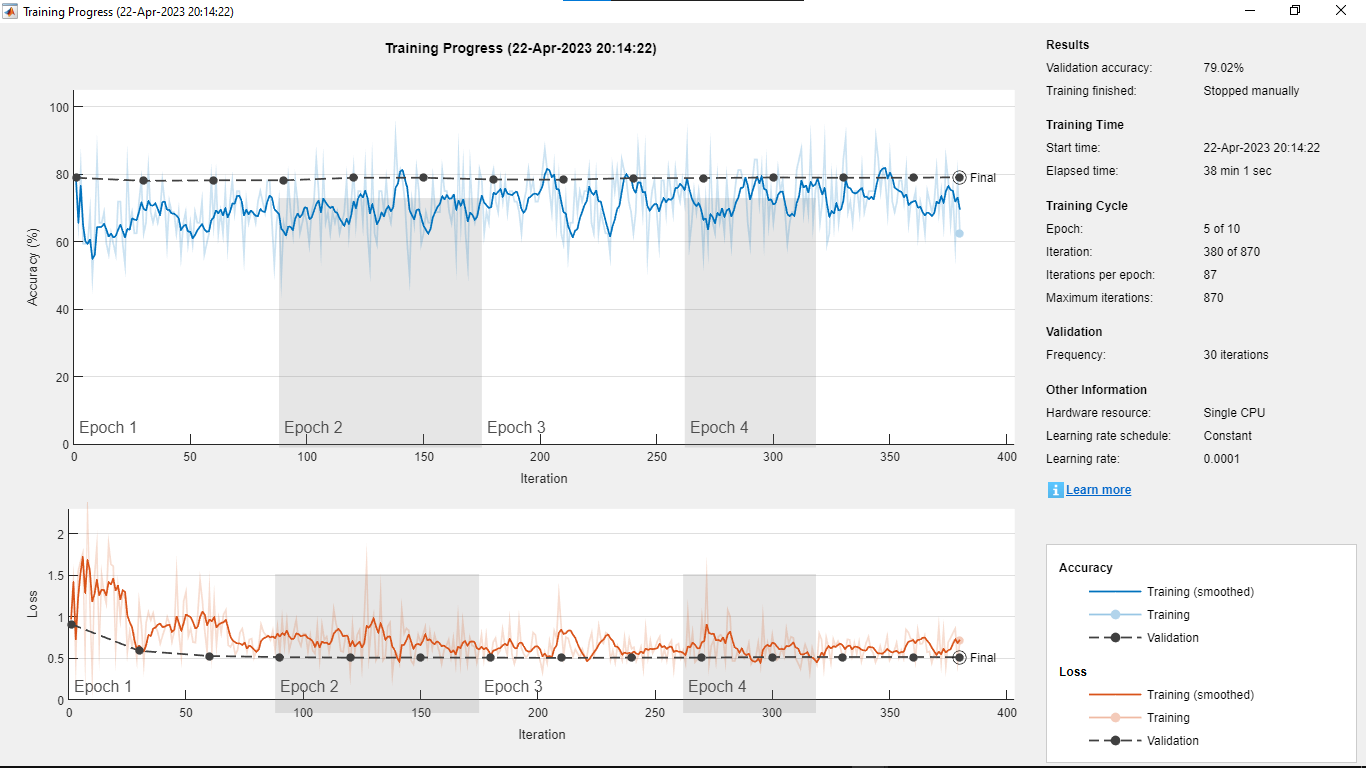 Training Progress (22-Apr-2023 20:14:22)
Training Progress (22-Apr-2023 20:14:22)
100
80
60
40
20
0
Accuracy (%)
Final
Epoch 1
Epoch 2
Epoch 3
Epoch 4
0 50 100 150 200 250 300 350 400
Iteration
2
1.5
1
0.5
0
Loss
Final
Epoch 1
Epoch 2
Epoch 3
Epoch 4
0 50 100 150 200 250 300 350 400
Iteration
Results
Validation accuracy: 79.02%
Training finished: Stopped manually
Training Time
Start time: 22-Apr-2023 20:14:22
Elapsed time: 38 min 1 sec
Training Cycle
Epoch: 5 of 10
Iteration: 380 of 870
Iterations per epoch: 87
Maximum iterations: 870
Validation
Frequency: 30 iterations
Other Information
Hardware resource: Single CPU
Learning rate schedule: Constant
Learning rate: 0.0001
i Learn more
Accuracy
Training (smoothed)
Training
Validation
Loss
Training (smoothed)
Training
Validation